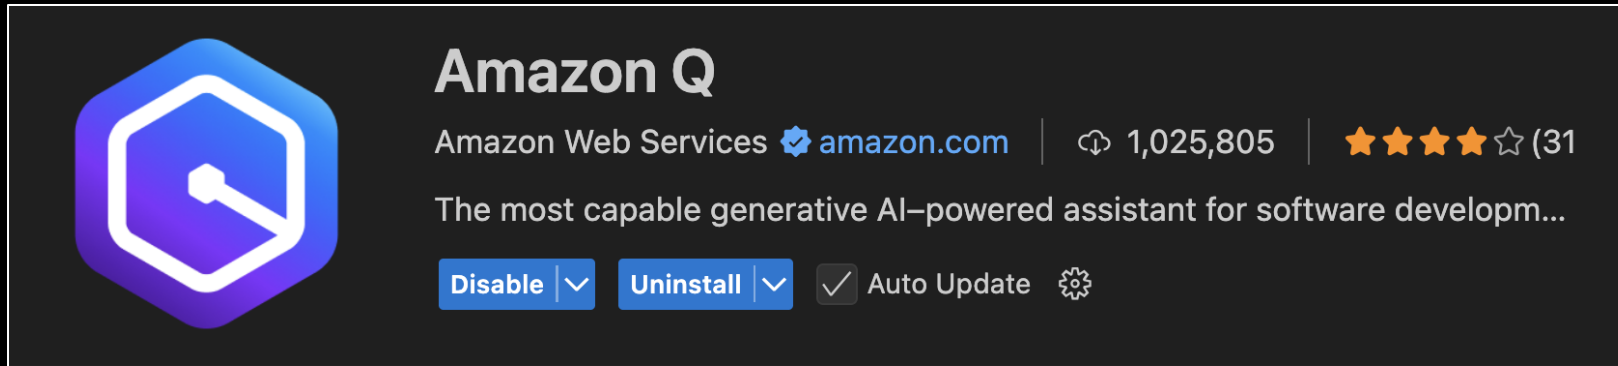 Amazon Q
Amazon Web Services amazon.com 1,025,805 (31
The most capable generative AI–powered assistant for software developm...
Disable Uninstall Auto Update